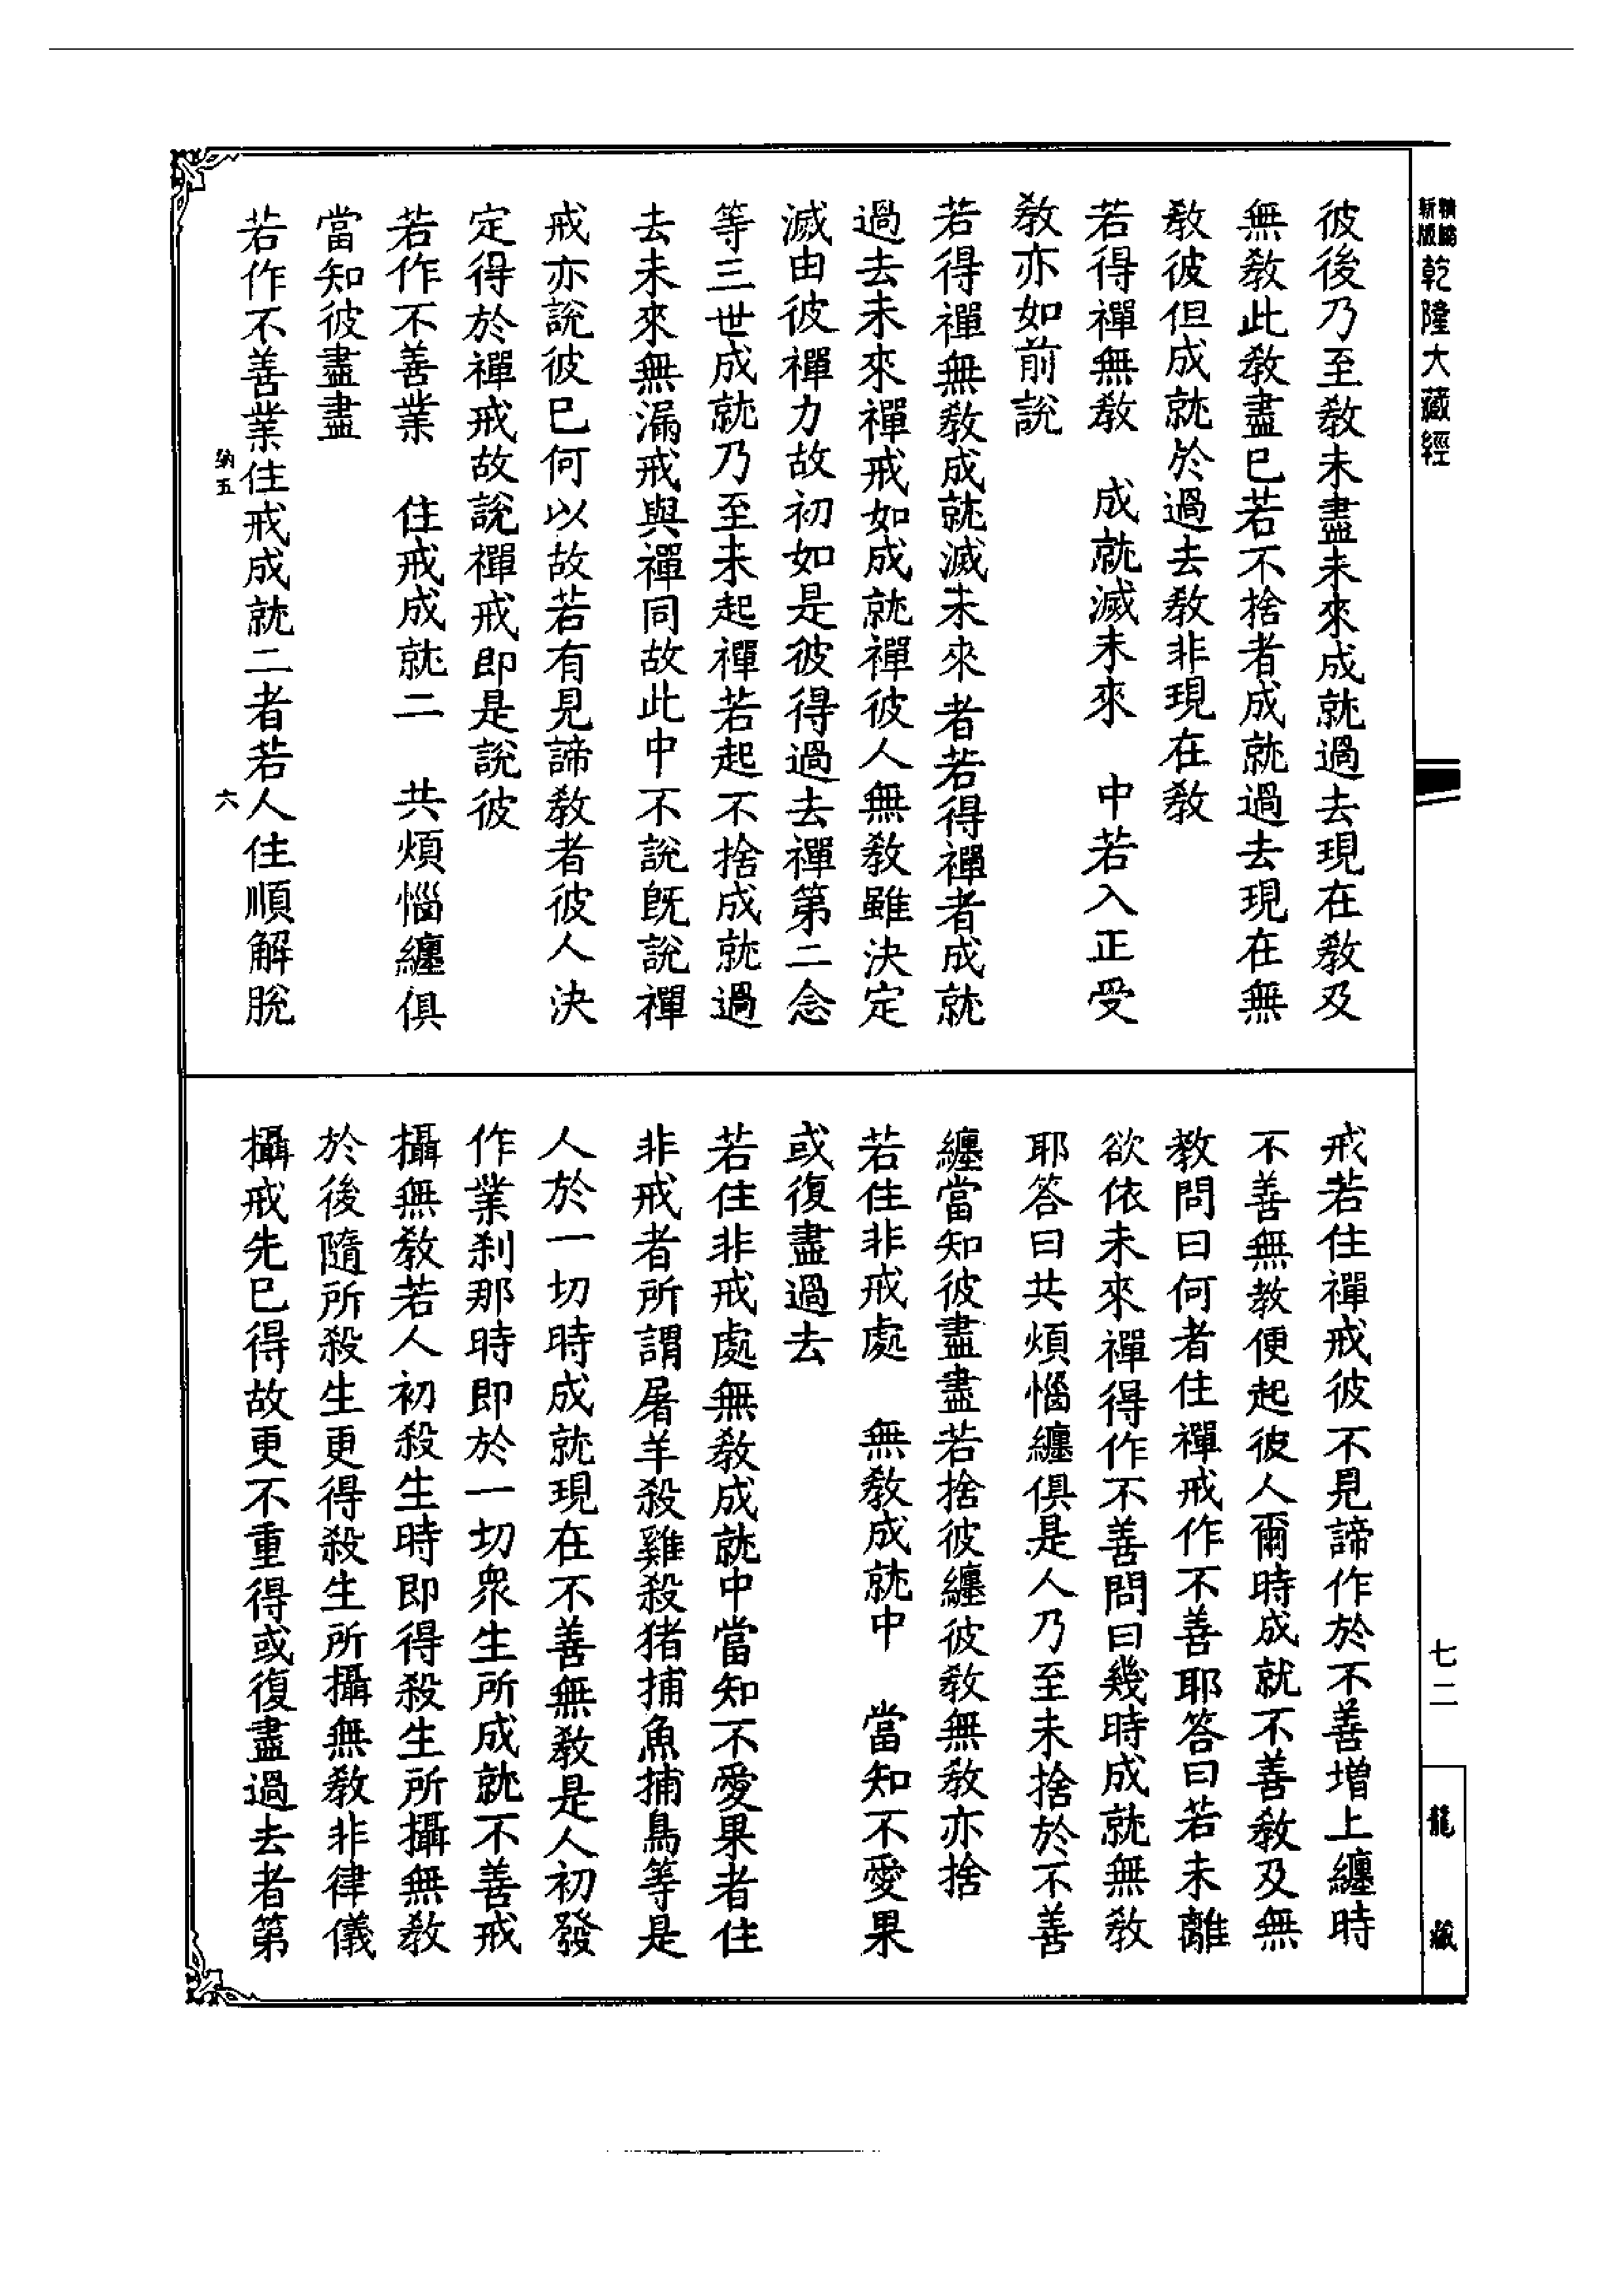 精縮新版乾隆大藏經
彼後乃至教未盡未來成就過去現在教及
無教此教盡已若不捨者成就過去現在無
教彼但成就於過去教非現在教
若得禪無教　成就滅未來　中若入正受
教亦如前說
若得禪無教成就滅未來者若得禪者成就
過去未來禪戒如成就禪彼人無教雖決定
滅由彼禪力故初如是彼得過去禪第二念
等三世成就乃至未起禪若起不捨成就過
去未來無漏戒與禪同故此中不說既說禪
戒亦說彼已何以故若有見諦教者彼人決
定得於禪戒故說禪戒即是說彼
若作不善業　住戒成就二　共煩惱纏俱
當知彼盡盡
若作不善業住戒成就二者若人住順解脫
納五
六
戒若住禪戒彼不見諦作於不善增上纏時
不善無教便起彼人爾時成就不善教及無
教問曰何者住禪戒作不善耶答曰若未離
欲依未來禪得作不善問曰幾時成就無教
耶答曰共煩惱纏俱是人乃至未捨於不善
纏當知彼盡盡若捨彼纏彼教無教亦捨
若住非戒處　無教成就中　當知不愛果
或復盡過去
若住非戒處無教成就中當知不愛果者住
非戒者所謂屠羊殺雞殺猪捕魚捕鳥等是
人於一切時成就現在不善無教是人初發
作業刹那時即於一切眾生所成就不善戒
攝無教若人初殺生時即得殺生所攝無教
於後隨所殺生更得殺生所攝無教非律儀
攝戒先已得故更不重得或復盡過去者第
七二
龍藏